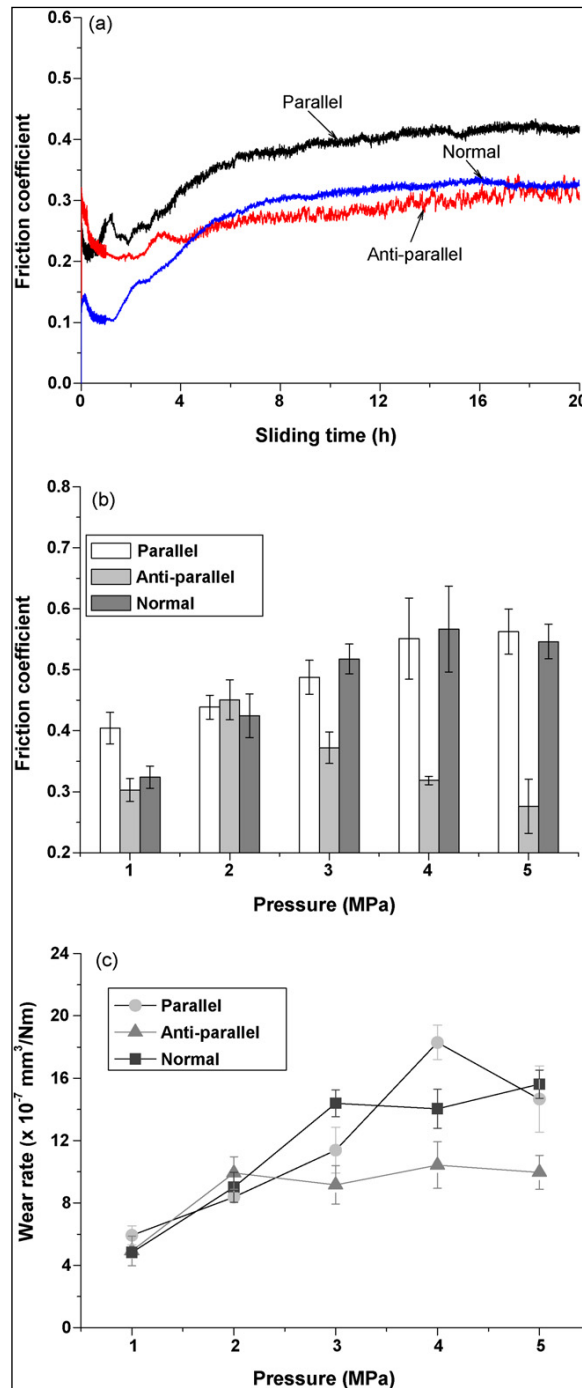 (a)
0.6
0.5
0.4
0.3
0.2
0.1
0.0
Friction coefficient
Parallel
Normal
Anti-parallel
0 4 8 12 16 20
Sliding time (h)
(b)
0.8
0.7
0.6
0.5
0.4
0.3
0.2
Friction coefficient
Parallel
Anti-parallel
Normal
1 2 3 4 5
Pressure (MPa)
(c)
24
20
16
12
8
4
0
Wear rate (x 10⁻⁷ mm³/Nm)
Parallel
Anti-parallel
Normal
1 2 3 4 5
Pressure (MPa)